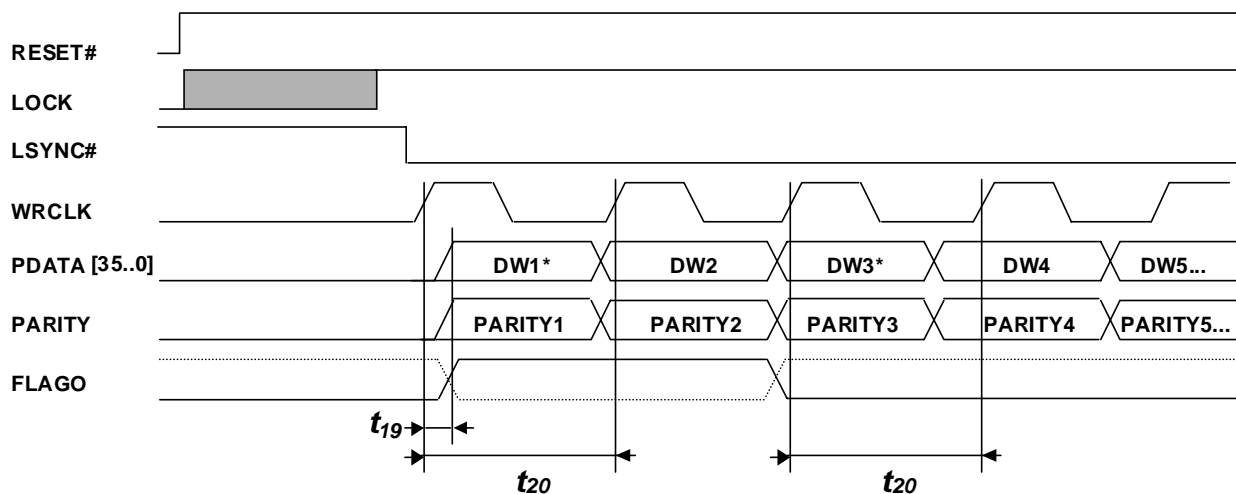 RESET#
LOCK
LSYNC#
WRCLK
PDATA [35..0] DW1* DW2 DW3* DW4 DW5...
PARITY PARITY1 PARITY2 PARITY3 PARITY4 PARITY5...
FLAGO
t19
t20 t20